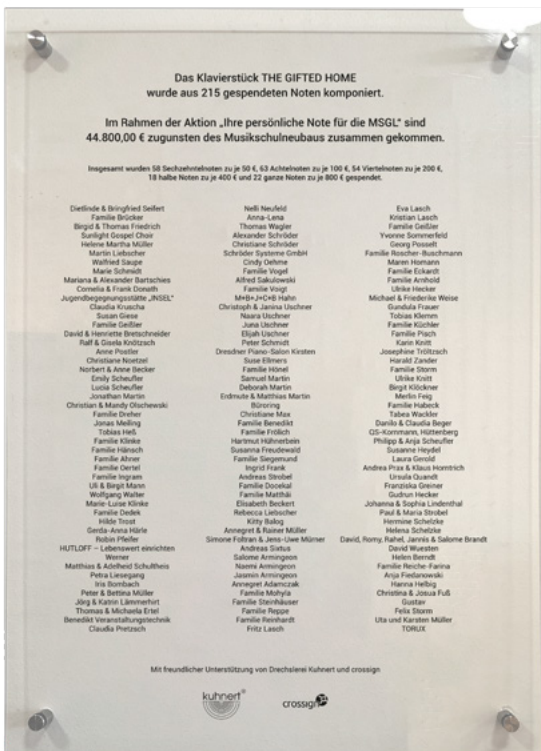 Das Klavierstück THE GIFTED HOME
wurde aus 215 gespendeten Noten komponiert.
Im Rahmen der Aktion „Ihre persönliche Note für die MSGL“ sind
44.800,00 € zugunsten des Musikschulneubaus zusammen gekommen.
Insgesamt wurden 58 Sechzehntelnoten zu je 50 €, 63 Achtelnoten zu je 100 €, 54 Viertelnoten zu je 200 €,
18 halbe Noten zu je 400 € und 22 ganze Noten zu je 800 € gespendet.
Dietlinde & Bringfried Seifert
Familie Brücker
Birgid & Thomas Friedrich
Sunlight Gospel Choir
Helene Martha Müller
Martin Liebscher
Walfried Saupe
Marie Schmidt
Mariana & Alexander Bartschies
Cornelia & Frank Donath
Jugendbegegnungsstätte „INSEL“
Claudia Kruscha
Susan Giese
Familie Geißler
David & Henriette Bretschneider
Ralf & Gisela Knötzsch
Anne Postler
Christiane Noetzel
Norbert & Anne Becker
Emily Scheufler
Lucia Scheufler
Jonathan Martin
Christian & Mandy Olschewski
Familie Dreher
Jonas Meiling
Tobias Heß
Familie Klinke
Familie Hänsch
Familie Ahner
Familie Oertel
Familie Ingram
Uli & Birgit Mann
Wolfgang Walter
Marie-Luise Klinke
Familie Dedek
Hilde Trost
Gerda-Anna Härle
Robin Pfeifer
HUTLOFF – Lebenswert einrichten
Werner
Matthias & Adelheid Schultheis
Petra Liesegang
Iris Bombach
Peter & Bettina Müller
Jörg & Katrin Lämmerhirt
Thomas & Michaela Ertel
Benedikt Veranstaltungstechnik
Claudia Pretzsch
Nelli Neufeld
Anna-Lena
Thomas Wagler
Alexander Schröder
Christiane Schröder
Schröder Systeme GmbH
Cindy Oehme
Familie Vogel
Alfred Sakulowski
Familie Voigt
M+B+J+C+B Hahn
Christoph & Janina Uschner
Naara Uschner
Juna Uschner
Elijah Uschner
Peter Schmidt
Dresdner Piano-Salon Kirsten
Suse Ellmers
Familie Hönel
Samuel Martin
Deborah Martin
Erdmute & Matthias Martin
Büroring
Christiane Max
Familie Benedikt
Familie Frölich
Hartmut Hühnerbein
Susanna Freudewald
Familie Siegemund
Ingrid Frank
Andreas Strobel
Familie Docekal
Familie Matthäi
Elisabeth Beckert
Rebecca Liebscher
Kitty Balog
Annegret & Rainer Müller
Simone Foltran & Jens-Uwe Mürner
Andreas Sixtus
Salome Armingeon
Naemi Armingeon
Jasmin Armingeon
Annegret Adamczak
Familie Mohyla
Familie Steinhäuser
Familie Reppe
Familie Reinhardt
Fritz Lasch
Eva Lasch
Kristian Lasch
Familie Geißler
Yvonne Sommerfeld
Georg Posselt
Familie Roscher-Buschmann
Maren Homann
Familie Eckardt
Familie Arnhold
Ulrike Hecker
Michael & Friederike Weise
Gundula Frauer
Tobias Klemm
Familie Küchler
Familie Pisch
Karin Knitt
Josephine Tröltzsch
Harald Zander
Familie Storm
Ulrike Knitt
Birgit Klöckner
Merlin Feig
Familie Habeck
Tabea Wackler
Danilo & Claudia Beger
QS-Kornmann, Hüttenberg
Philipp & Anja Scheufler
Susanne Heydel
Laura Gerold
Andrea Prax & Klaus Homtrich
Ursula Quandt
Franziska Greiner
Gudrun Hecker
Johanna & Sophia Lindenthal
Paul & Maria Strobel
Hermine Schelzke
Helena Schelzke
David, Romy, Rahel, Jannis & Salome Brandt
David Wuesten
Helen Berndt
Familie Reiche-Farina
Anja Fiedanowski
Hanna Helbig
Christina & Josua Fuß
Gustav
Felix Storm
Uta und Karsten Müller
TORUX
Mit freundlicher Unterstützung von Drechslerei Kuhnert und crossign
kuhnert
crossign